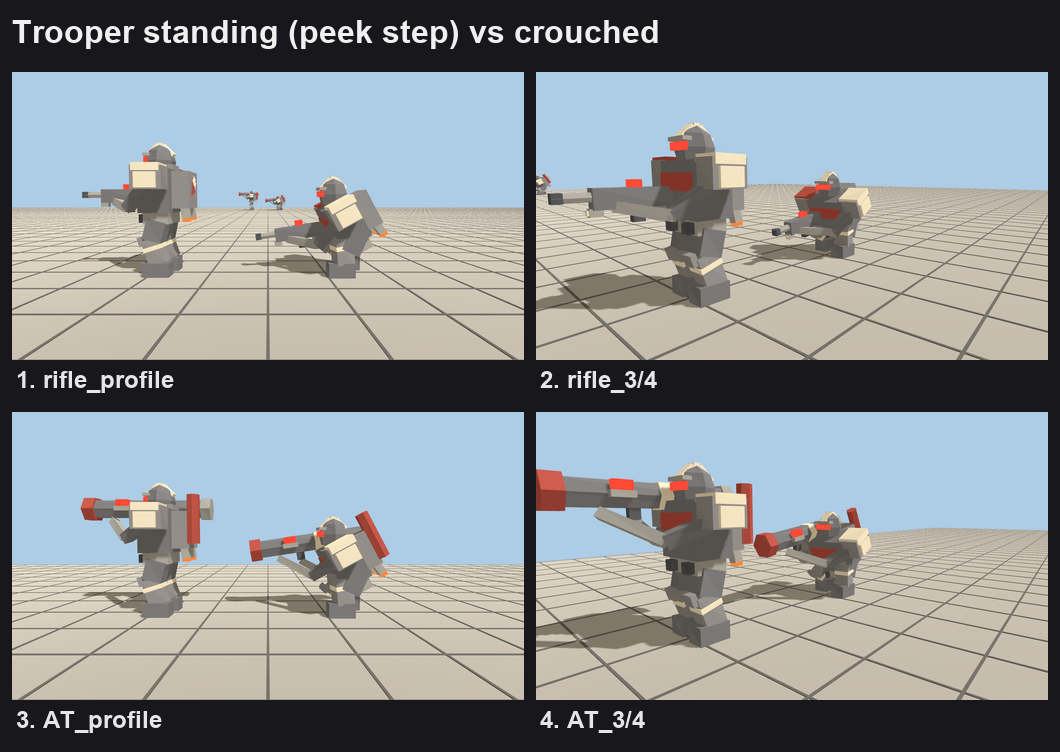 Trooper standing (peek step) vs crouched
1. rifle_profile
2. rifle_3/4
3. AT_profile
4. AT_3/4